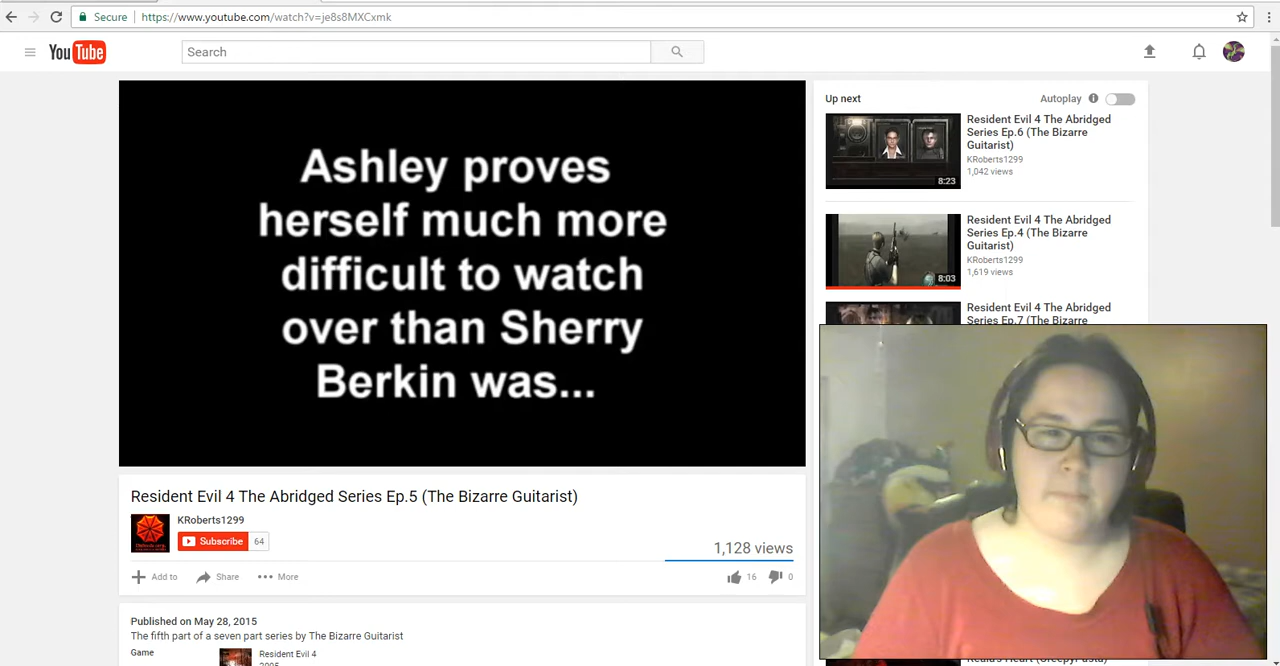 Secure
https://www.youtube.com/watch?v=je8s8MXCxmk
YouTube
Search
Ashley proves
herself much more
difficult to watch
over than Sherry
Berkin was...
Up next
Autoplay
Resident Evil 4 The Abridged
Series Ep.6 (The Bizarre
Guitarist)
KRoberts1299
1,042 views
8:23
Resident Evil 4 The Abridged
Series Ep.4 (The Bizarre
Guitarist)
KRoberts1299
1,619 views
8:03
Resident Evil 4 The Abridged
Series Ep.7 (The Bizarre
Resident Evil 4 The Abridged Series Ep.5 (The Bizarre Guitarist)
KRoberts1299
Subscribe 64
1,128 views
Add to Share More
16 0
Published on May 28, 2015
The fifth part of a seven part series by The Bizarre Guitarist
Game
Resident Evil 4